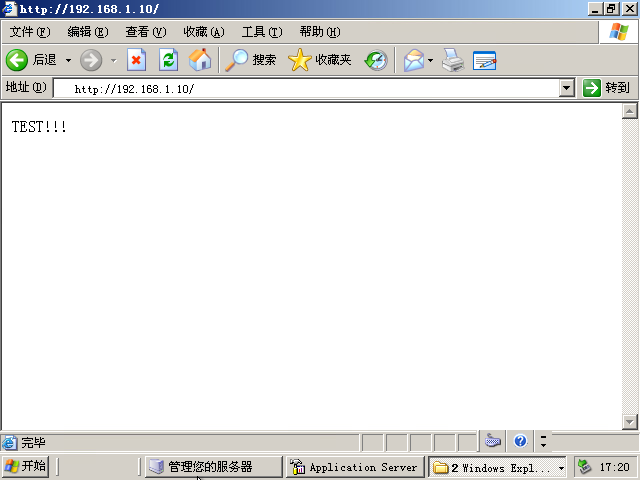 http://192.168.1.10/
文件(F) 编辑(E) 查看(V) 收藏(A) 工具(T) 帮助(H)
后退 搜索 收藏夹
地址(D) http://192.168.1.10/ 转到
TEST!!!
完毕
开始 管理您的服务器 Application Server 2 Windows Expl... 17:20